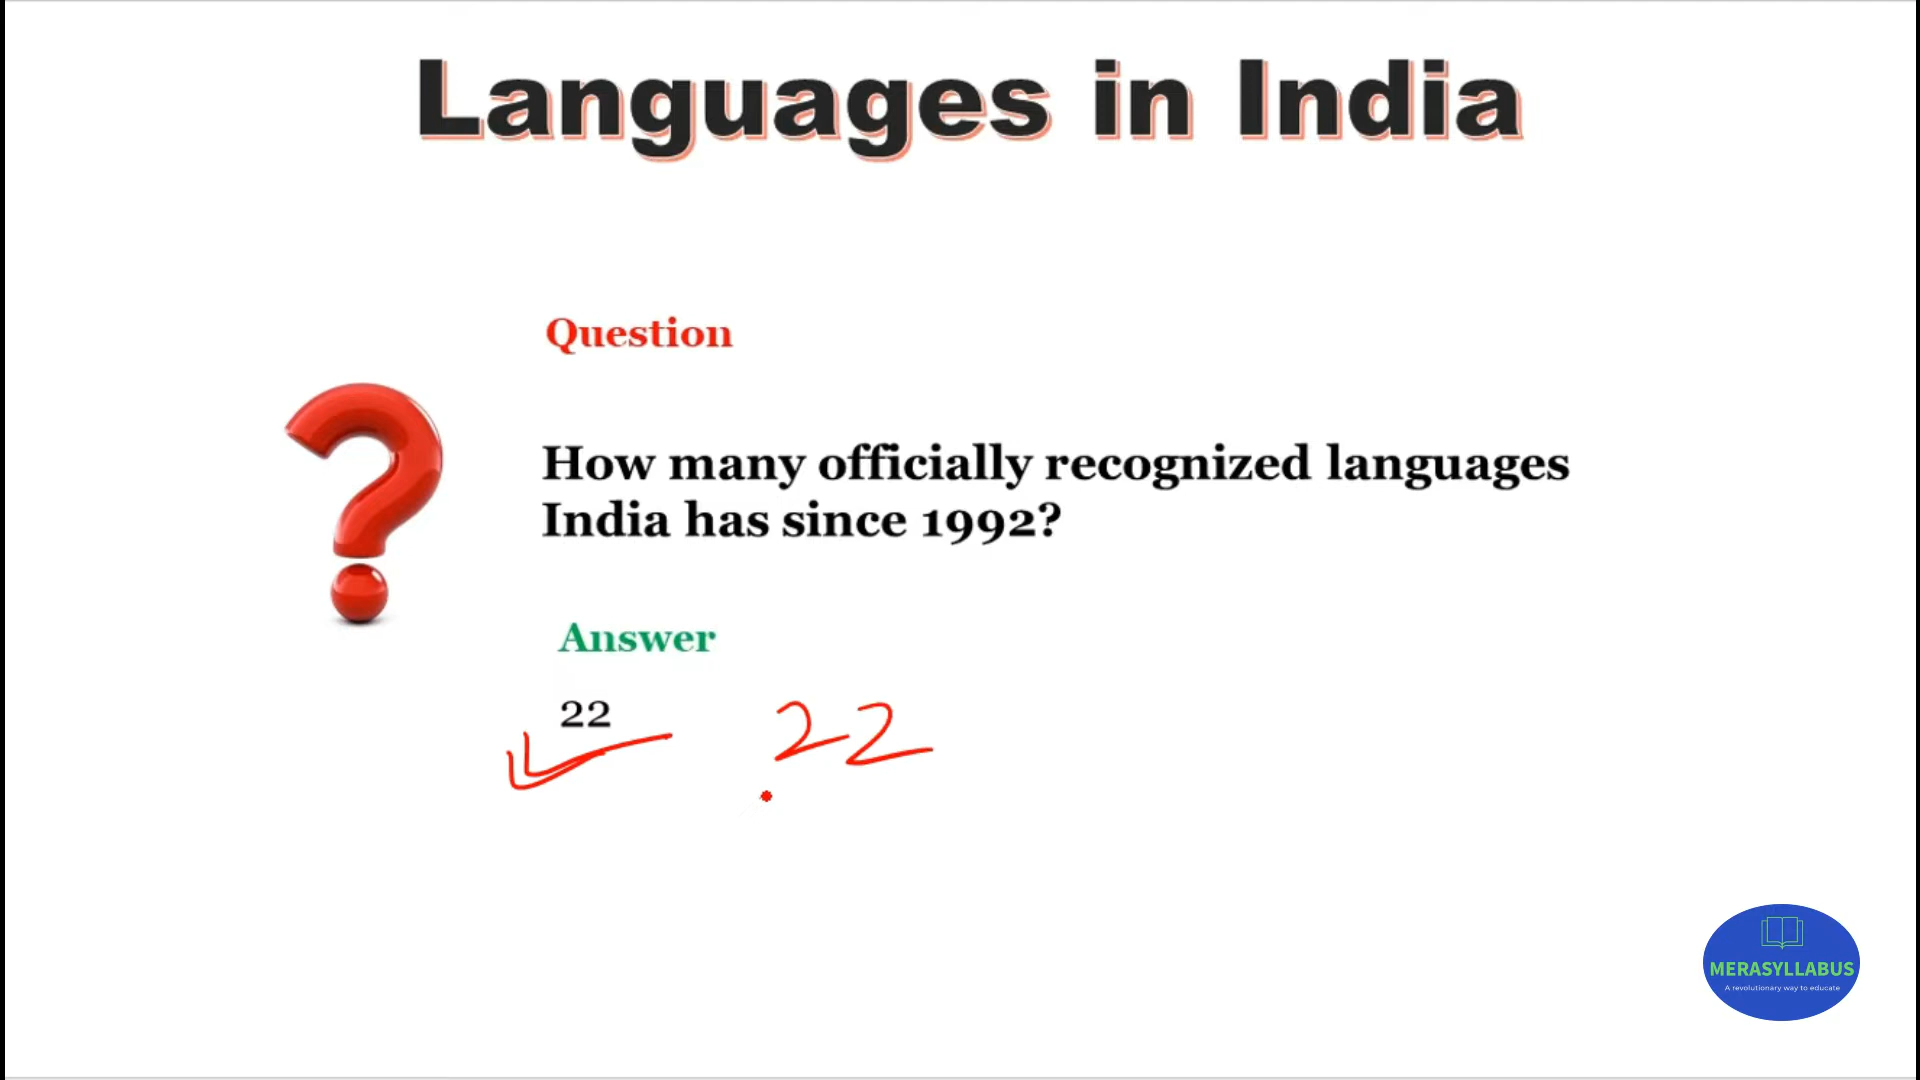 Languages in India
Question
How many officially recognized languages
India has since 1992?
Answer
22
22
MERASYLLABUS
A revolutionary way to educate